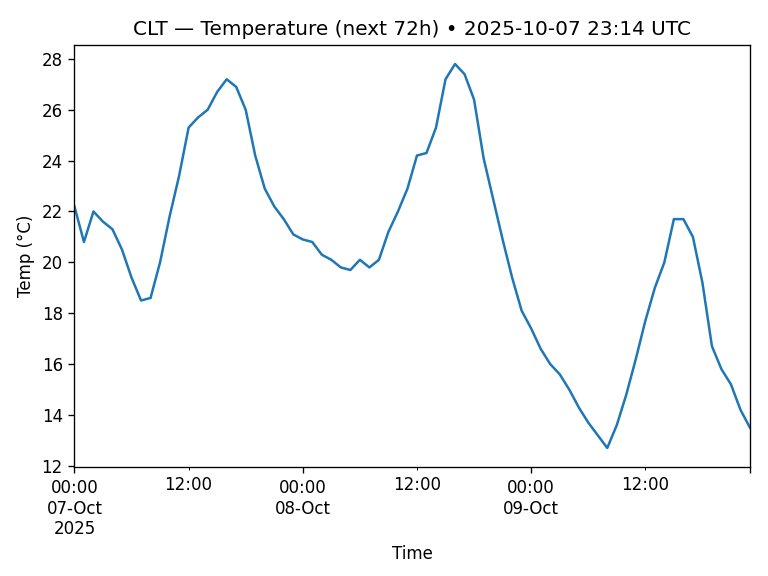 CLT — Temperature (next 72h) • 2025-10-07 23:14 UTC
28
26
24
22
20
18
16
14
12
Temp (°C)
00:00 12:00 00:00 12:00 00:00 12:00
07-Oct 08-Oct 09-Oct
2025
Time